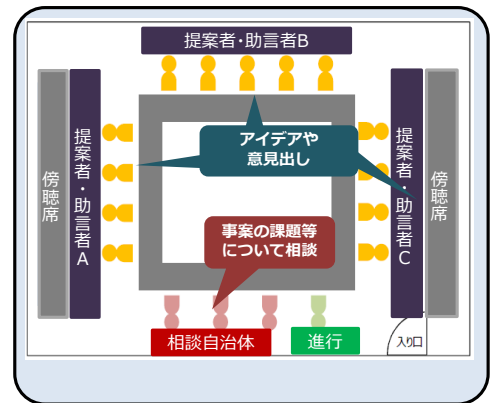 提案者・助言者B
傍聴席
提案者・助言者A
アイデアや
意見出し
提案者・助言者C
傍聴席
事案の課題等
について相談
相談自治体
進行
入り口